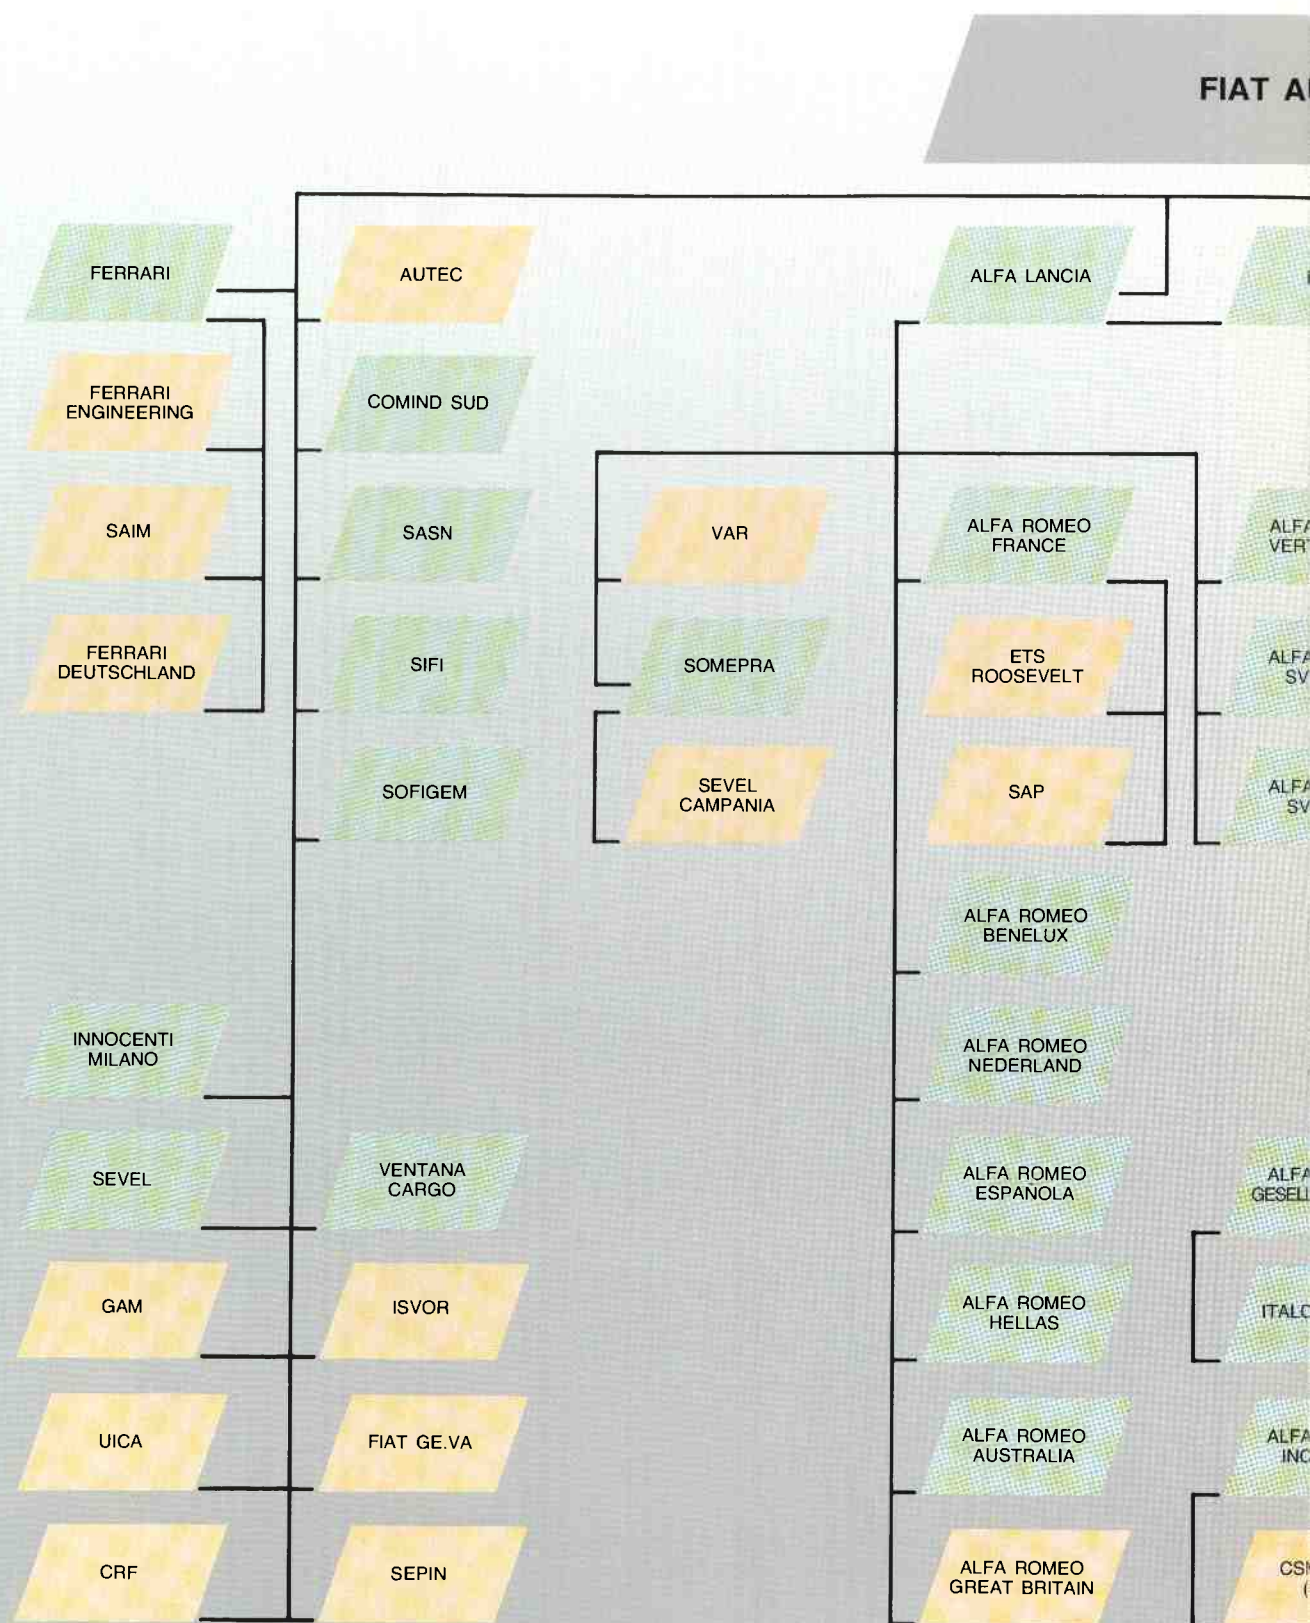 FIAT
FERRARI
AUTEC
ALFA LANCIA
FERRARI
ENGINEERING
COMIND SUD
SAIM
SASN
VAR
ALFA ROMEO
FRANCE
FERRARI
DEUTSCHLAND
SIFI
SOMEPRA
ETS
ROOSEVELT
SOFIGEM
SEVEL
CAMPANIA
SAP
ALFA ROMEO
BENELUX
INNOCENTI
MILANO
ALFA ROMEO
NEDERLAND
SEVEL
VENTANA
CARGO
ALFA ROMEO
ESPAÑOLA
GAM
ISVOR
ALFA ROMEO
HELLAS
UICA
FIAT GE.VA
ALFA ROMEO
AUSTRALIA
CRF
SEPIN
ALFA ROMEO
GREAT BRITAIN